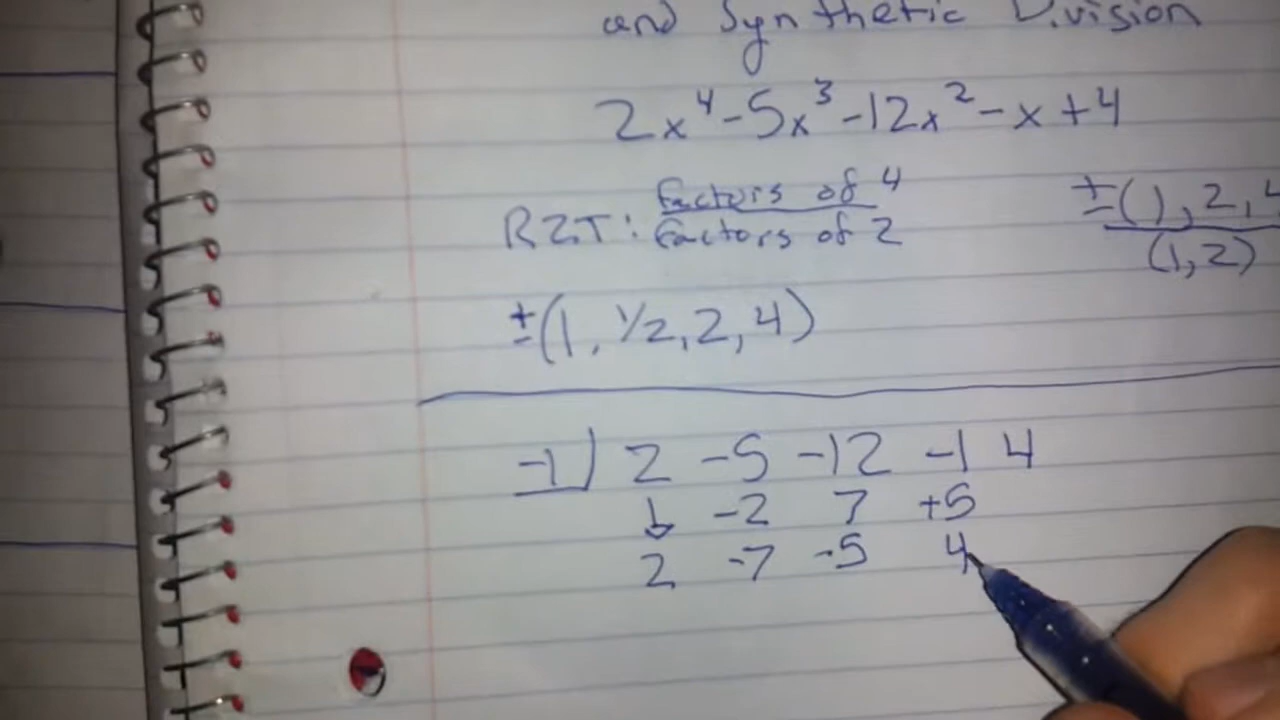 and Synthetic Division
2x⁴-5x³-12x²-x+4
RZT: factors of 4 / factors of 2
±(1,2,4 / (1,2)
±(1, 1/2, 2, 4)
-1) 2 -5 -12 -1 4
↓ -2 7 +5
2 -7 -5 4